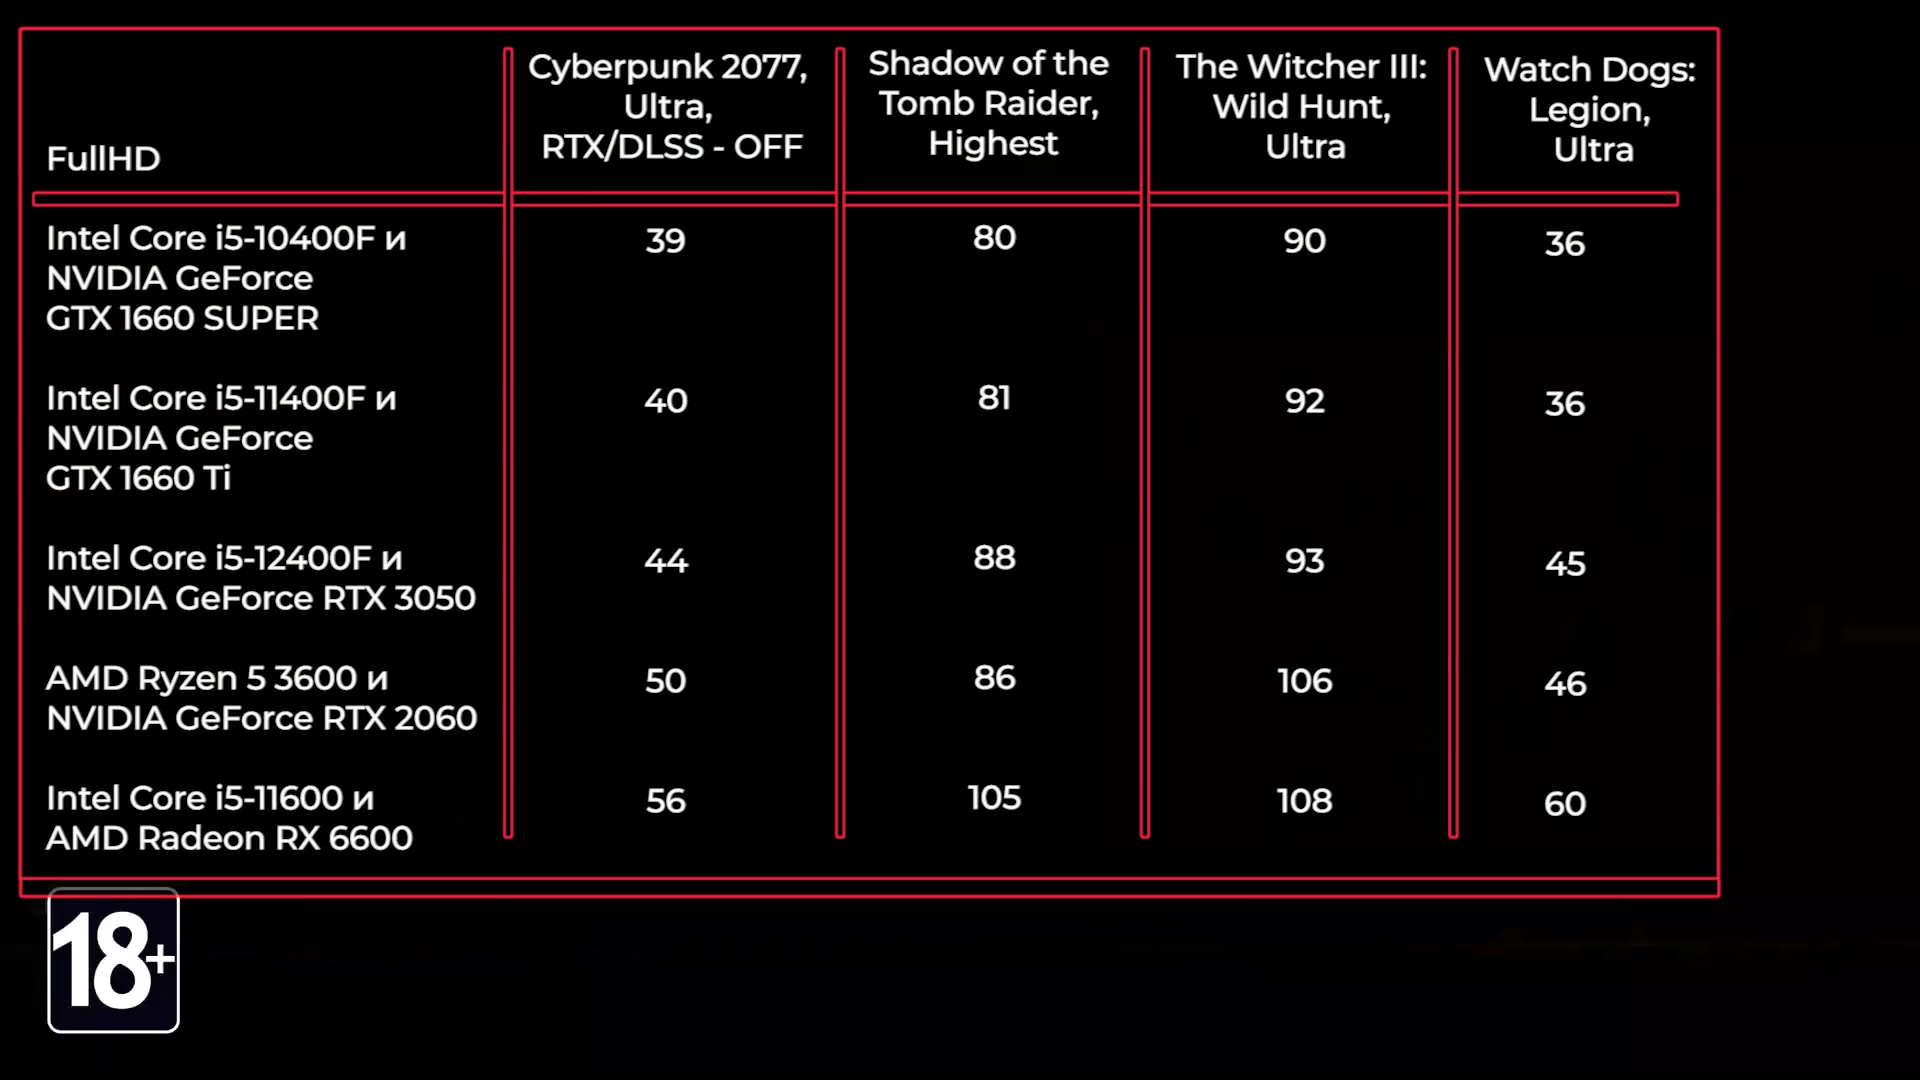 FullHD
Cyberpunk 2077,
Ultra,
RTX/DLSS - OFF
Shadow of the
Tomb Raider,
Highest
The Witcher III:
Wild Hunt,
Ultra
Watch Dogs:
Legion,
Ultra
Intel Core i5-10400F и
NVIDIA GeForce
GTX 1660 SUPER
39
80
90
36
Intel Core i5-11400F и
NVIDIA GeForce
GTX 1660 Ti
40
81
92
36
Intel Core i5-12400F и
NVIDIA GeForce RTX 3050
44
88
93
45
AMD Ryzen 5 3600 и
NVIDIA GeForce RTX 2060
50
86
106
46
Intel Core i5-11600 и
AMD Radeon RX 6600
56
105
108
60
18+